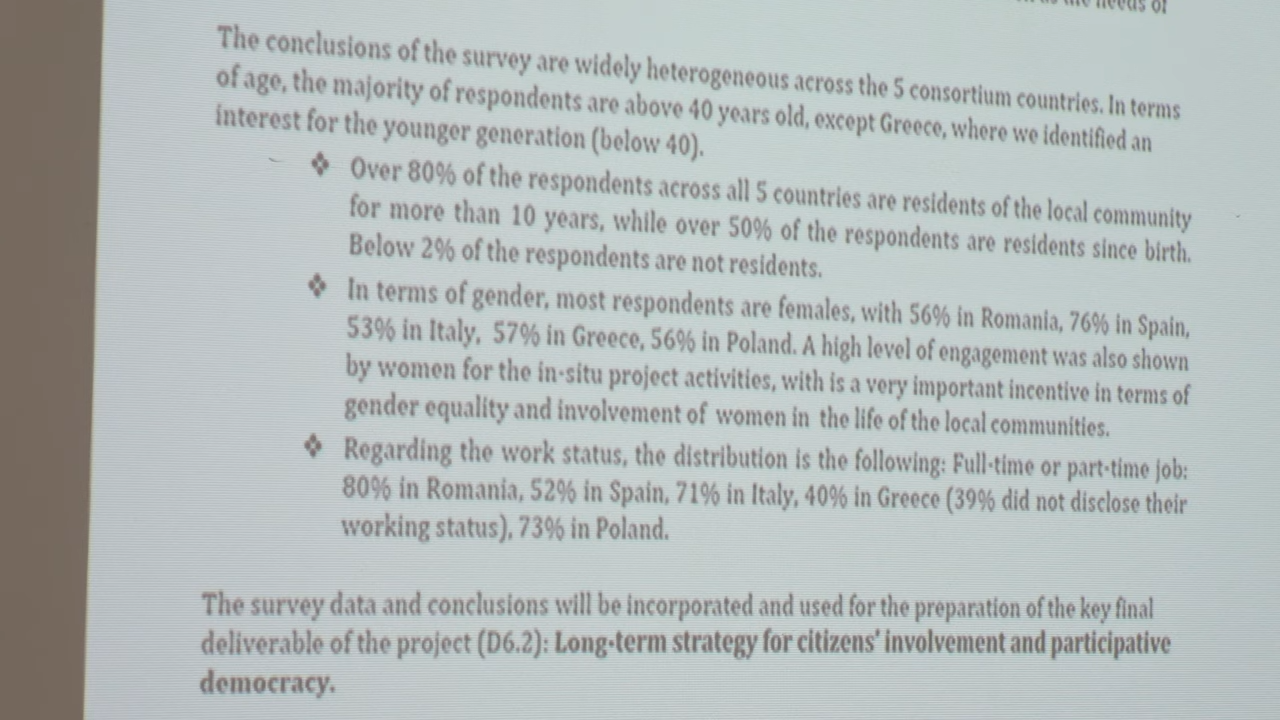 the needs of
The conclusions of the survey are widely heterogeneous across the 5 consortium countries. In terms
of age, the majority of respondents are above 40 years old, except Greece, where we identified an
interest for the younger generation (below 40).
❖ Over 80% of the respondents across all 5 countries are residents of the local community
for more than 10 years, while over 50% of the respondents are residents since birth.
Below 2% of the respondents are not residents.
❖ In terms of gender, most respondents are females, with 56% in Romania, 76% in Spain,
53% in Italy, 57% in Greece, 56% in Poland. A high level of engagement was also shown
by women for the in-situ project activities, with is a very important incentive in terms of
gender equality and involvement of women in the life of the local communities.
❖ Regarding the work status, the distribution is the following: Full-time or part-time job:
80% in Romania, 52% in Spain, 71% in Italy, 40% in Greece (39% did not disclose their
working status), 73% in Poland.
The survey data and conclusions will be incorporated and used for the preparation of the key final
deliverable of the project (D6.2): Long-term strategy for citizens' involvement and participative
democracy.